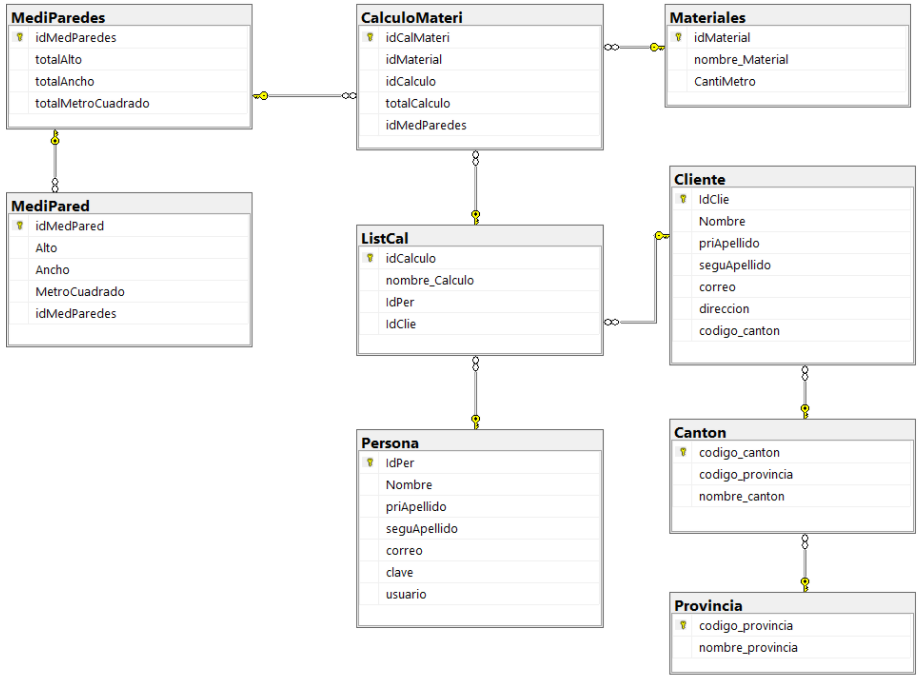 MediParedes
idMedParedes
totalAlto
totalAncho
totalMetroCuadrado
CalculoMateri
idCalMateri
idMaterial
idCalculo
totalCalculo
idMedParedes
Materiales
idMaterial
nombre_Material
CantiMetro
MediPared
idMedPared
Alto
Ancho
MetroCuadrado
idMedParedes
ListCal
idCalculo
nombre_Calculo
IdPer
IdClie
Cliente
IdClie
Nombre
priApellido
seguApellido
correo
direccion
codigo_canton
Persona
IdPer
Nombre
priApellido
seguApellido
correo
clave
usuario
Canton
codigo_canton
codigo_provincia
nombre_canton
Provincia
codigo_provincia
nombre_provincia